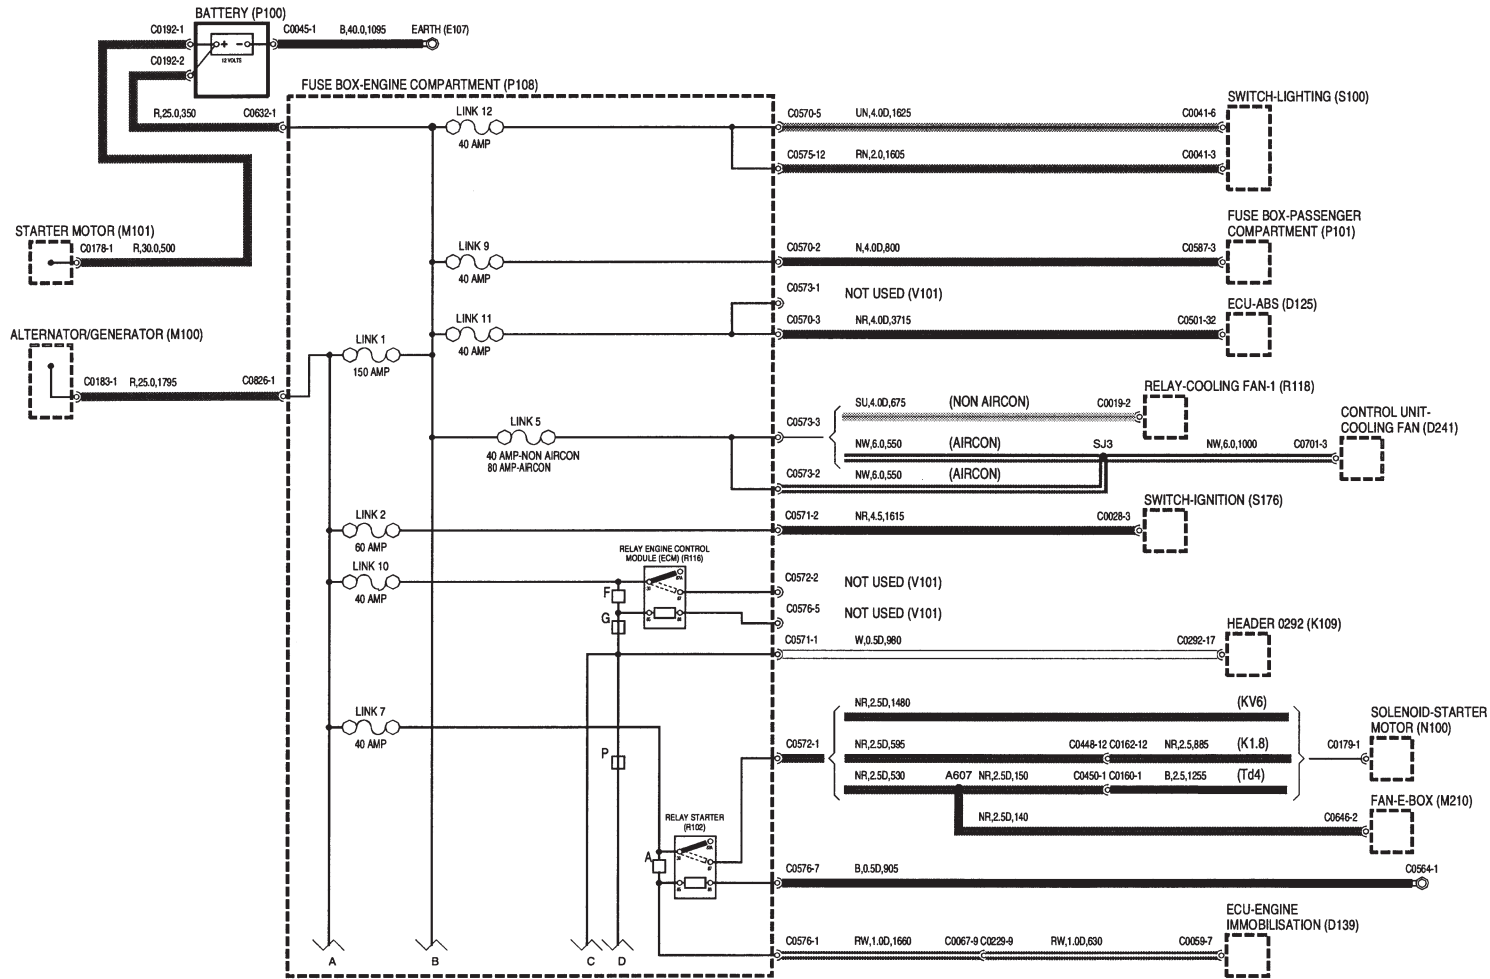 BATTERY (P100)
C0192-1
C0045-1
B,40.0,1095
EARTH (E107)
+ -
12 VOLTS
C0192-2
FUSE BOX-ENGINE COMPARTMENT (P108)
R,25.0,350
C0632-1
LINK 12
40 AMP
C0570-5
UN,4.0D,1625
C0041-6
SWITCH-LIGHTING (S100)
C0575-12
RN,2.0,1605
C0041-3
STARTER MOTOR (M101)
C0178-1
R,30.0,500
LINK 9
40 AMP
C0570-2
N,4.0D,800
C0587-3
FUSE BOX-PASSENGER
COMPARTMENT (P101)
C0573-1
NOT USED (V101)
ALTERNATOR/GENERATOR (M100)
C0183-1
R,25.0,1795
C0826-1
LINK 1
150 AMP
LINK 11
40 AMP
C0570-3
NR,4.0D,3715
C0501-32
ECU-ABS (D125)
RELAY-COOLING FAN-1 (R118)
LINK 5
40 AMP-NON AIRCON
80 AMP-AIRCON
C0573-3
SU,4.0D,675
(NON AIRCON)
C0019-2
CONTROL UNIT-
COOLING FAN (D241)
NW,6.0,550
(AIRCON)
SJ3
NW,6.0,1000
C0701-3
C0573-2
NW,6.0,550
(AIRCON)
LINK 2
60 AMP
C0571-2
NR,4.5,1615
C0028-3
SWITCH-IGNITION (S176)
LINK 10
40 AMP
RELAY ENGINE CONTROL
MODULE (ECM) (R116)
F
G
30
87A
87
85
86
C0572-2
NOT USED (V101)
C0576-5
NOT USED (V101)
C0571-1
W,0.5D,980
C0292-17
HEADER 0292 (K109)
LINK 7
40 AMP
P
C0572-1
NR,2.5D,1480
(KV6)
NR,2.5D,595
C0448-12 C0162-12
NR,2.5,885
(K1.8)
C0179-1
SOLENOID-STARTER
MOTOR (N100)
NR,2.5D,530
A607
NR,2.5D,150
C0450-1 C0160-1
B,2.5,1255
(Td4)
NR,2.5D,140
C0646-2
FAN-E-BOX (M210)
RELAY STARTER
(R102)
A
30
87A
87
85
86
C0576-7
B,0.5D,905
C0564-1
C0576-1
RW,1.0D,1660
C0067-9 C0229-9
RW,1.0D,630
C0059-7
ECU-ENGINE
IMMOBILISATION (D139)
A
B
C
D